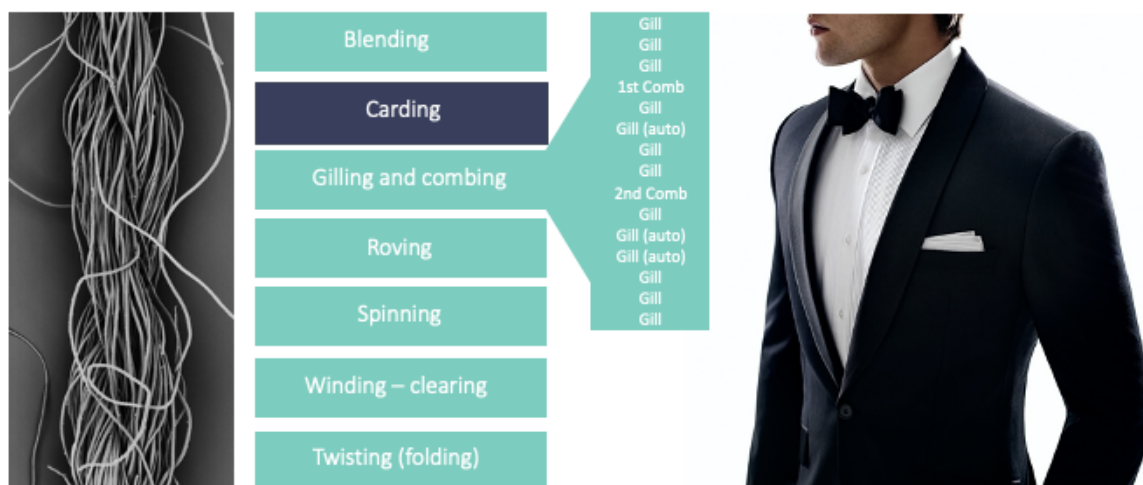 Blending
Carding
Gilling and combing
Roving
Spinning
Winding – clearing
Twisting (folding)
Gill
Gill
Gill
1st Comb
Gill
Gill (auto)
Gill
Gill
2nd Comb
Gill
Gill (auto)
Gill (auto)
Gill
Gill
Gill